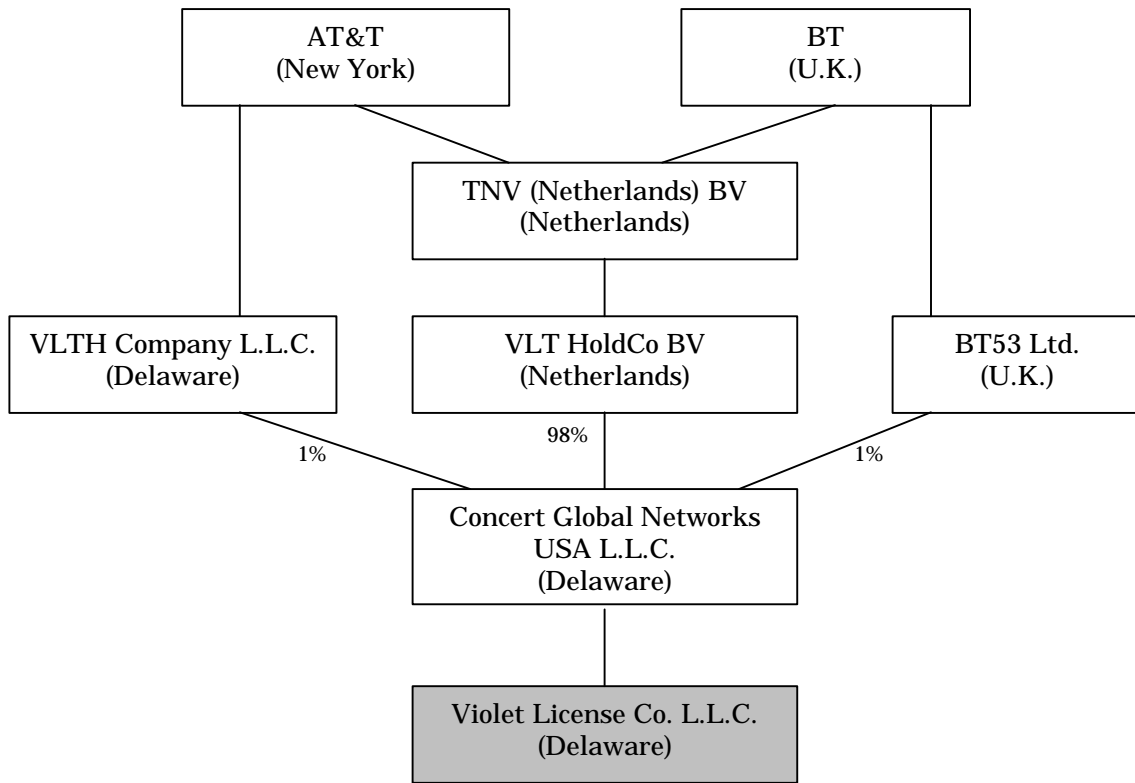 AT&T
(New York)
BT
(U.K.)
TNV (Netherlands) BV
(Netherlands)
VLTH Company L.L.C.
(Delaware)
VLT HoldCo BV
(Netherlands)
BT53 Ltd.
(U.K.)
1%
98%
1%
Concert Global Networks
USA L.L.C.
(Delaware)
Violet License Co. L.L.C.
(Delaware)